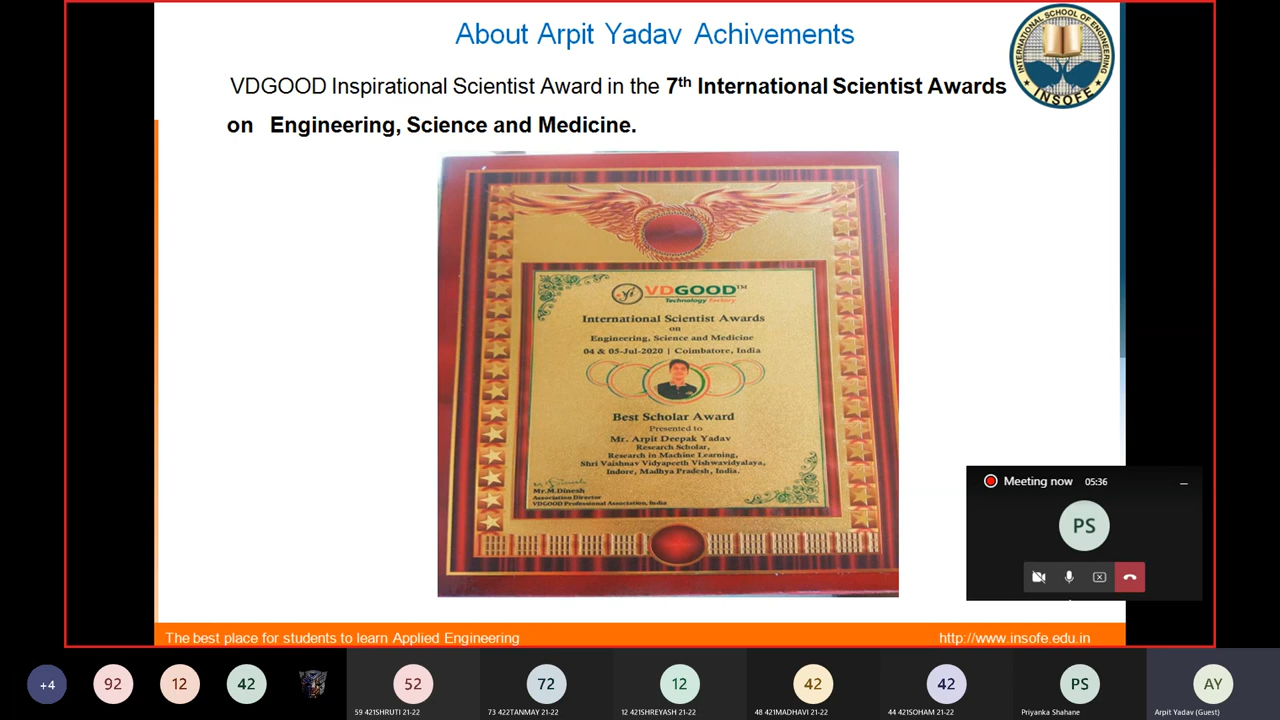 About Arpit Yadav Achivements
VDGOOD Inspirational Scientist Award in the 7th International Scientist Awards
on Engineering, Science and Medicine.
INTERNATIONAL SCHOOL OF ENGINEERING
INSOFE
VDGOOD™
Technology Factory
International Scientist Awards
on
Engineering, Science and Medicine
04 & 05-Jul-2020 | Coimbatore, India
Best Scholar Award
Presented to
Mr. Arpit Deepak Yadav
Research Scholar,
Research in Machine Learning,
Shri Vaishnav Vidyapeeth Vishwavidyalaya,
Indore, Madhya Pradesh, India.
Mr.M.Dinesh
Association Director
VDGOOD Professional Association, India
Meeting now 05:36
PS
The best place for students to learn Applied Engineering
http://www.insofe.edu.in
+4 92 12 42 52 72 12 42 42 PS AY
59 421SHRUTI 21-22 73 422TANMAY 21-22 12 421SHREYASH 21-22 48 421MADHAVI 21-22 44 421SOHAM 21-22 Priyanka Shahane Arpit Yadav (Guest)